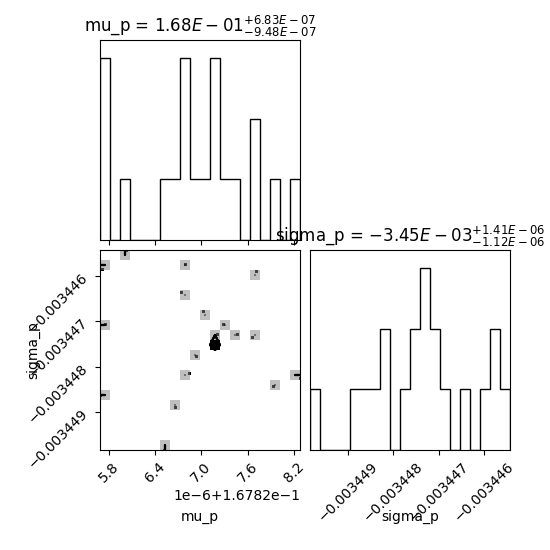 mu_p = 1.68E − 01 +6.83E − 07 −9.48E − 07
sigma_p = −3.45E − 03 +1.41E − 06 −1.12E − 06
sigma_p
−0.003446
−0.003447
−0.003448
−0.003449
5.8 6.4 7.0 7.6 8.2
1e−6+1.6782e−1
mu_p
−0.003449 −0.003448 −0.003447 −0.003446
sigma_p